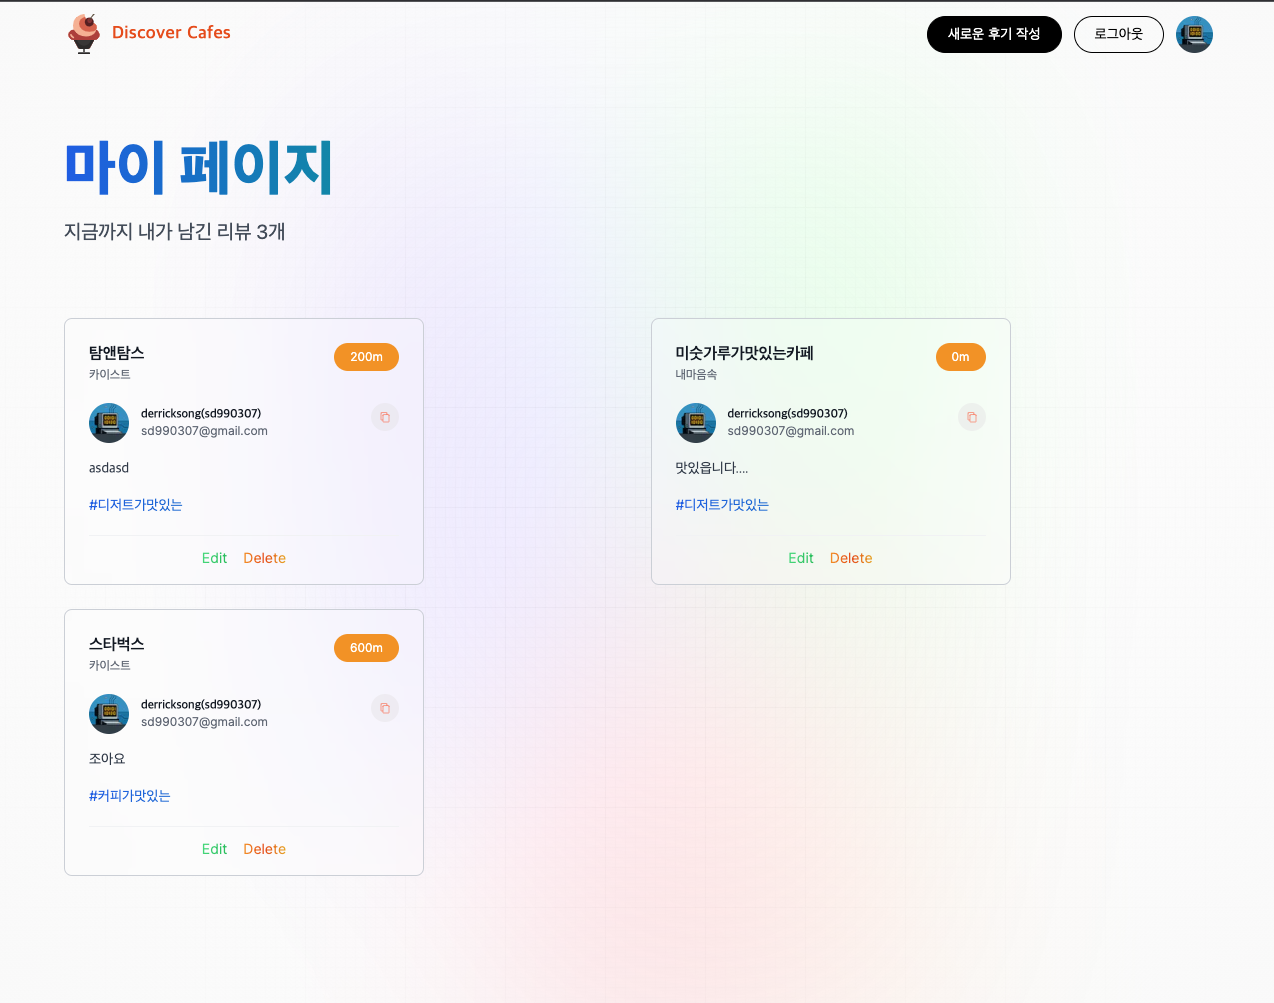 Discover Cafes
새로운 후기 작성
로그아웃
마이 페이지
지금까지 내가 남긴 리뷰 3개
탐앤탐스
200m
카이스트
derricksong(sd990307)
sd990307@gmail.com
asdasd
#디저트가맛있는
Edit Delete
미숫가루가맛있는카페
0m
내마음속
derricksong(sd990307)
sd990307@gmail.com
맛있읍니다....
#디저트가맛있는
Edit Delete
스타벅스
600m
카이스트
derricksong(sd990307)
sd990307@gmail.com
조아요
#커피가맛있는
Edit Delete